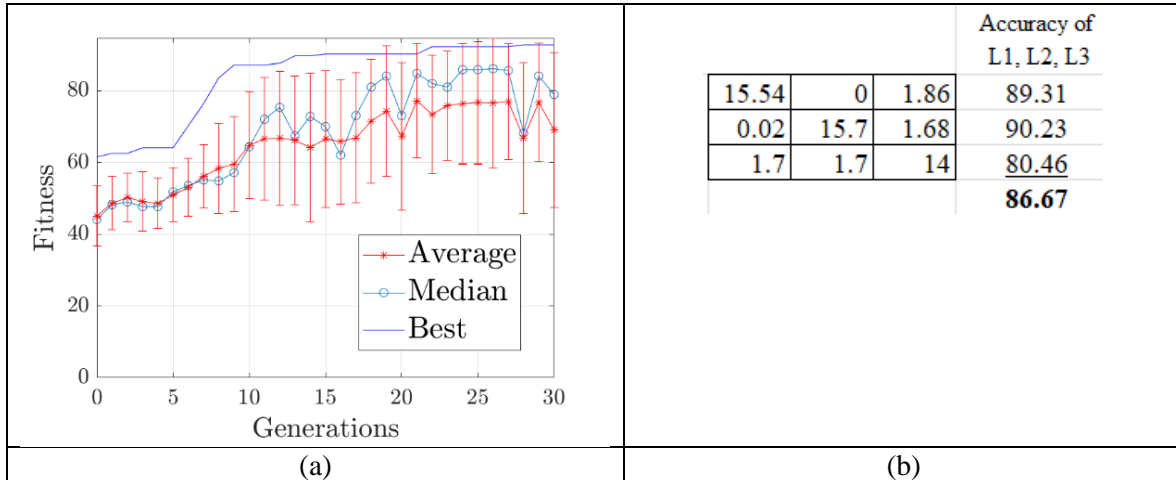 Fitness
80
60
40
20
0
0 5 10 15 20 25 30
Generations
Average
Median
Best
(a)
Accuracy of
L1, L2, L3
15.54 0 1.86 89.31
0.02 15.7 1.68 90.23
1.7 1.7 14 80.46
86.67
(b)